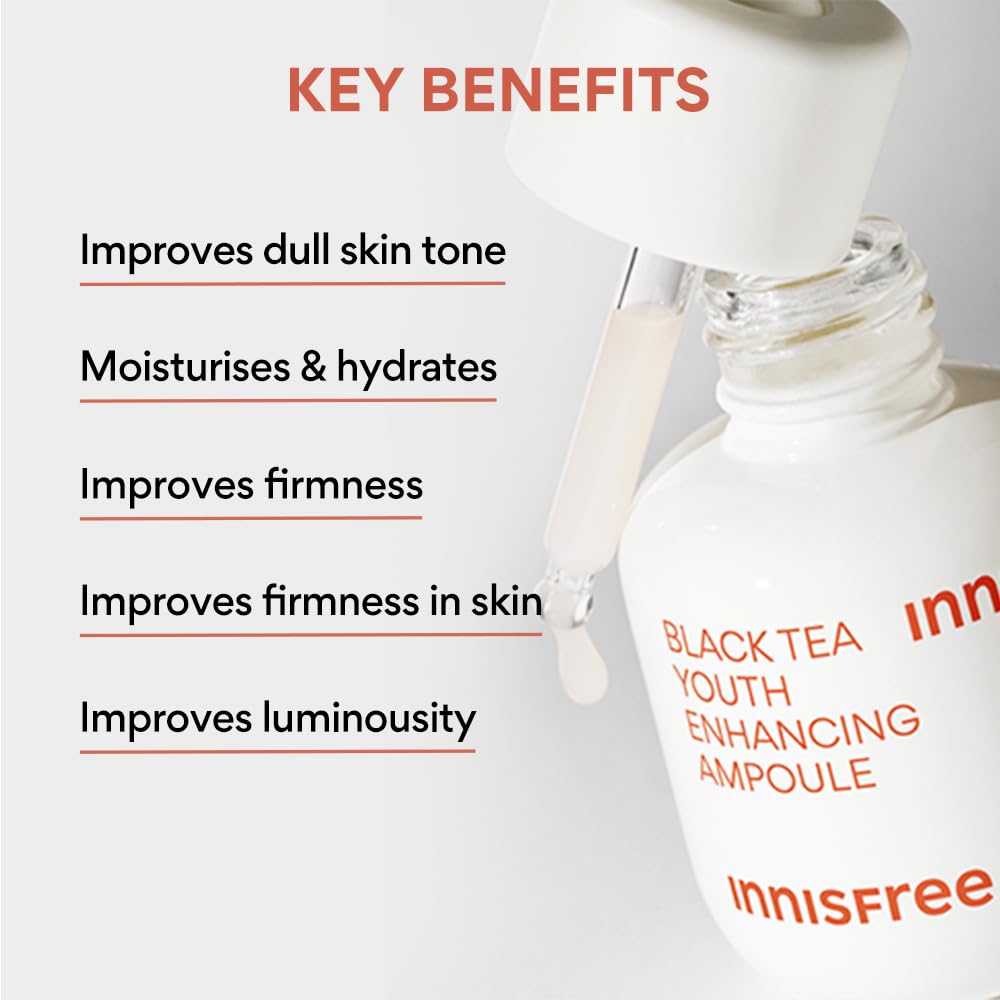 KEY BENEFITS
Improves dull skin tone
Moisturises & hydrates
Improves firmness
Improves firmness in skin
Improves luminousity
BLACK TEA
YOUTH
ENHANCING
AMPOULE
INNISFREE